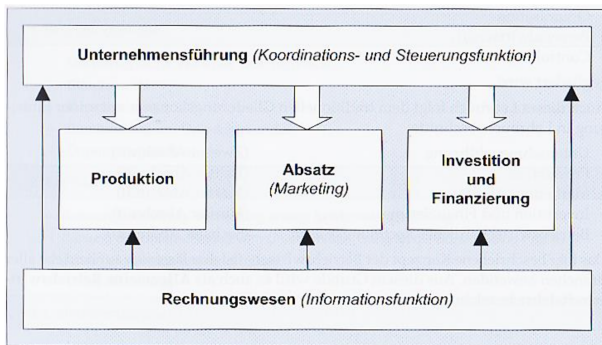 Unternehmensführung (Koordinations- und Steuerungsfunktion)
Produktion
Absatz
(Marketing)
Investition
und
Finanzierung
Rechnungswesen (Informationsfunktion)